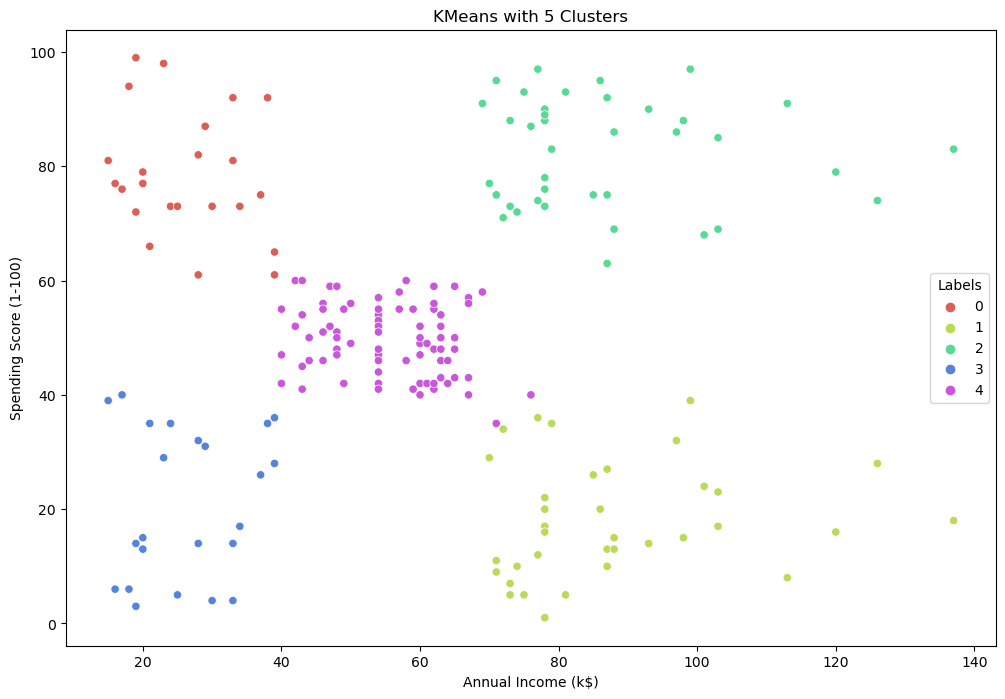 KMeans with 5 Clusters
100
80
60
40
20
0
Spending Score (1-100)
Labels
0
1
2
3
4
20 40 60 80 100 120 140
Annual Income (k$)